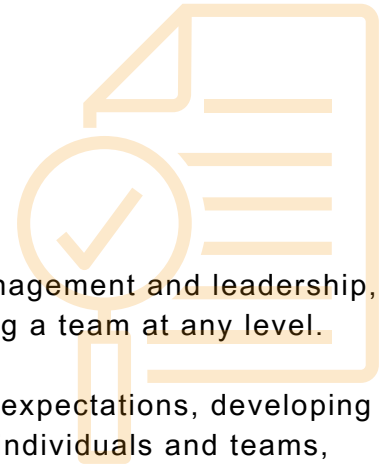 nagement and leadership,
g a team at any level.
expectations, developing
ndividuals and teams,